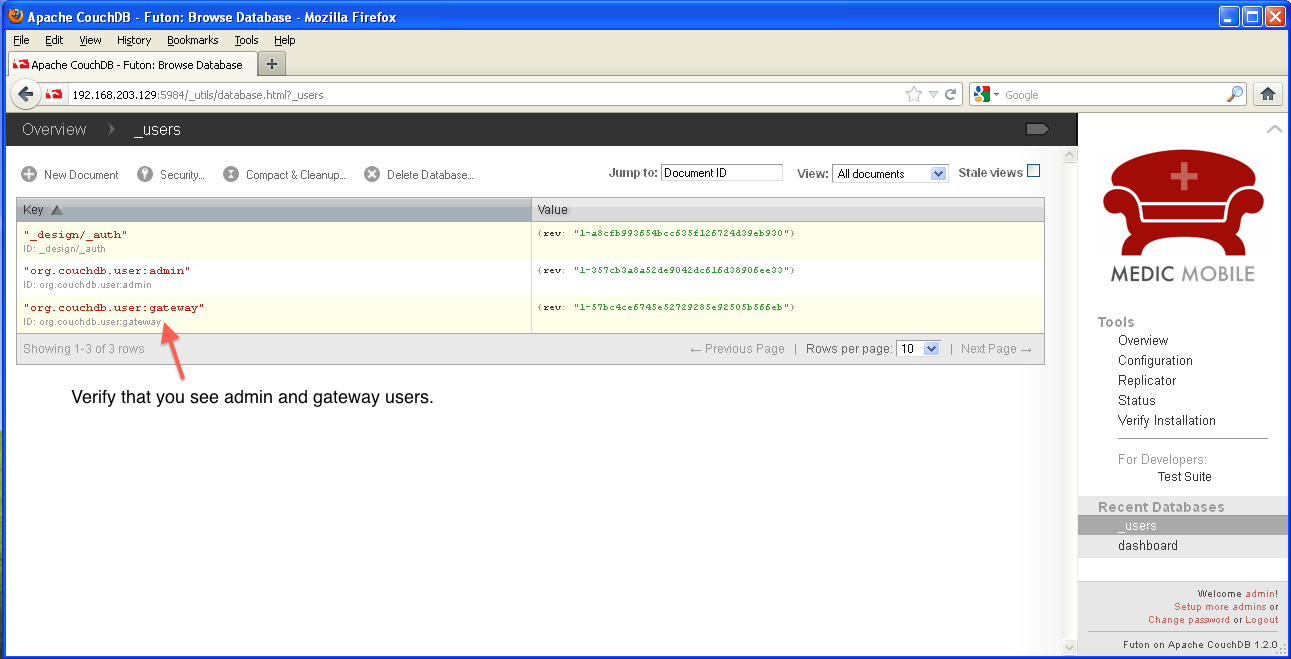 Apache CouchDB - Futon: Browse Database - Mozilla Firefox
File Edit View History Bookmarks Tools Help
Apache CouchDB - Futon: Browse Database
192.168.203.129:5984/_utils/database.html?_users
Google
Overview
_users
New Document Security... Compact & Cleanup... Delete Database...
Jump to: Document ID View: All documents Stale views
Key Value
"_design/_auth" {rev: "1-a8cfb993654bcc635f126724d39eb930"}
ID: _design/_auth
"org.couchdb.user:admin" {rev: "1-357cb3a8a52de9042dc616d38906ee33"}
ID: org.couchdb.user:admin
"org.couchdb.user:gateway" {rev: "1-57bc4ce6745e52729285e92505b566eb"}
ID: org.couchdb.user:gateway
Showing 1-3 of 3 rows ← Previous Page | Rows per page: 10 | Next Page →
Verify that you see admin and gateway users.
MEDIC MOBILE
Tools
Overview
Configuration
Replicator
Status
Verify Installation
For Developers:
Test Suite
Recent Databases
_users
dashboard
Welcome admin!
Setup more admins or
Change password or Logout
Futon on Apache CouchDB 1.2.0